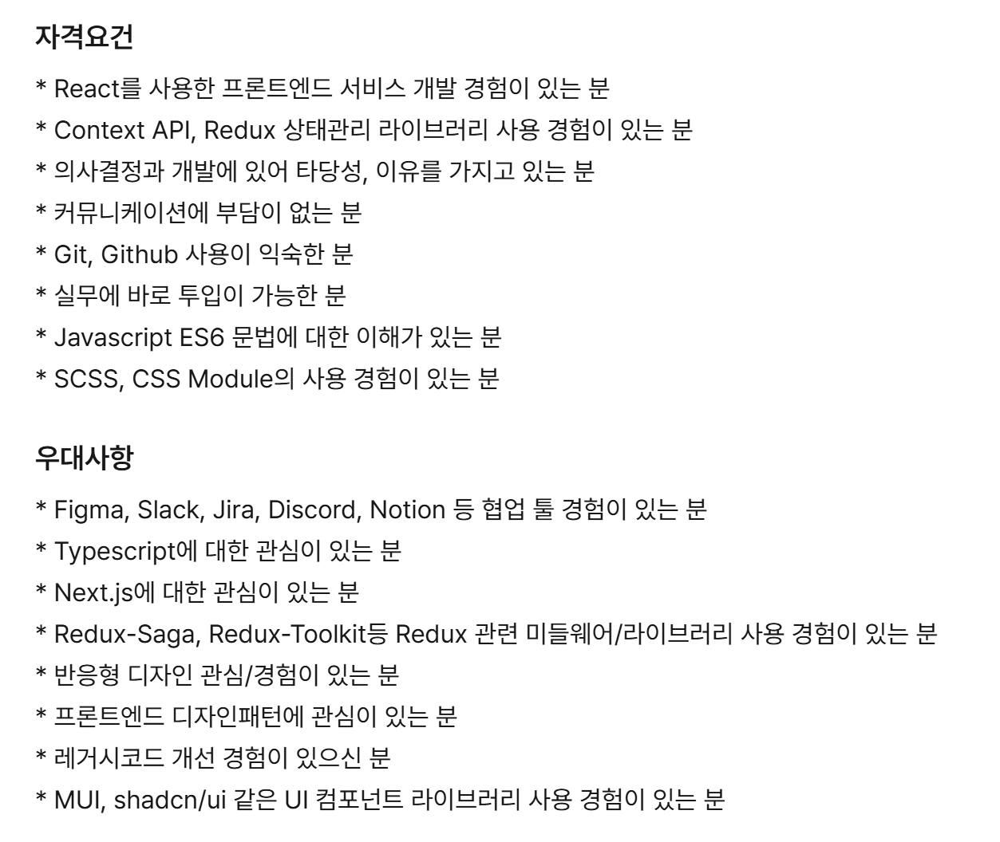 자격요건
* React를 사용한 프론트엔드 서비스 개발 경험이 있는 분
* Context API, Redux 상태관리 라이브러리 사용 경험이 있는 분
* 의사결정과 개발에 있어 타당성, 이유를 가지고 있는 분
* 커뮤니케이션에 부담이 없는 분
* Git, Github 사용이 익숙한 분
* 실무에 바로 투입이 가능한 분
* Javascript ES6 문법에 대한 이해가 있는 분
* SCSS, CSS Module의 사용 경험이 있는 분
우대사항
* Figma, Slack, Jira, Discord, Notion 등 협업 툴 경험이 있는 분
* Typescript에 대한 관심이 있는 분
* Next.js에 대한 관심이 있는 분
* Redux-Saga, Redux-Toolkit등 Redux 관련 미들웨어/라이브러리 사용 경험이 있는 분
* 반응형 디자인 관심/경험이 있는 분
* 프론트엔드 디자인패턴에 관심이 있는 분
* 레거시코드 개선 경험이 있으신 분
* MUI, shadcn/ui 같은 UI 컴포넌트 라이브러리 사용 경험이 있는 분